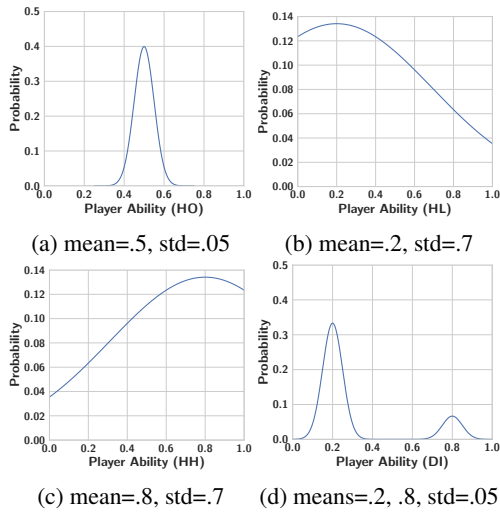 0.5
0.4
0.3
0.2
0.1
0.0
Probability
0.0 0.2 0.4 0.6 0.8 1.0
Player Ability (HO)
(a) mean=.5, std=.05
0.14
0.12
0.10
0.08
0.06
0.04
0.02
0.00
Probability
0.0 0.2 0.4 0.6 0.8 1.0
Player Ability (HL)
(b) mean=.2, std=.7
0.14
0.12
0.10
0.08
0.06
0.04
0.02
0.00
Probability
0.0 0.2 0.4 0.6 0.8 1.0
Player Ability (HH)
(c) mean=.8, std=.7
0.5
0.4
0.3
0.2
0.1
0.0
Probability
0.0 0.2 0.4 0.6 0.8 1.0
Player Ability (DI)
(d) means=.2, .8, std=.05